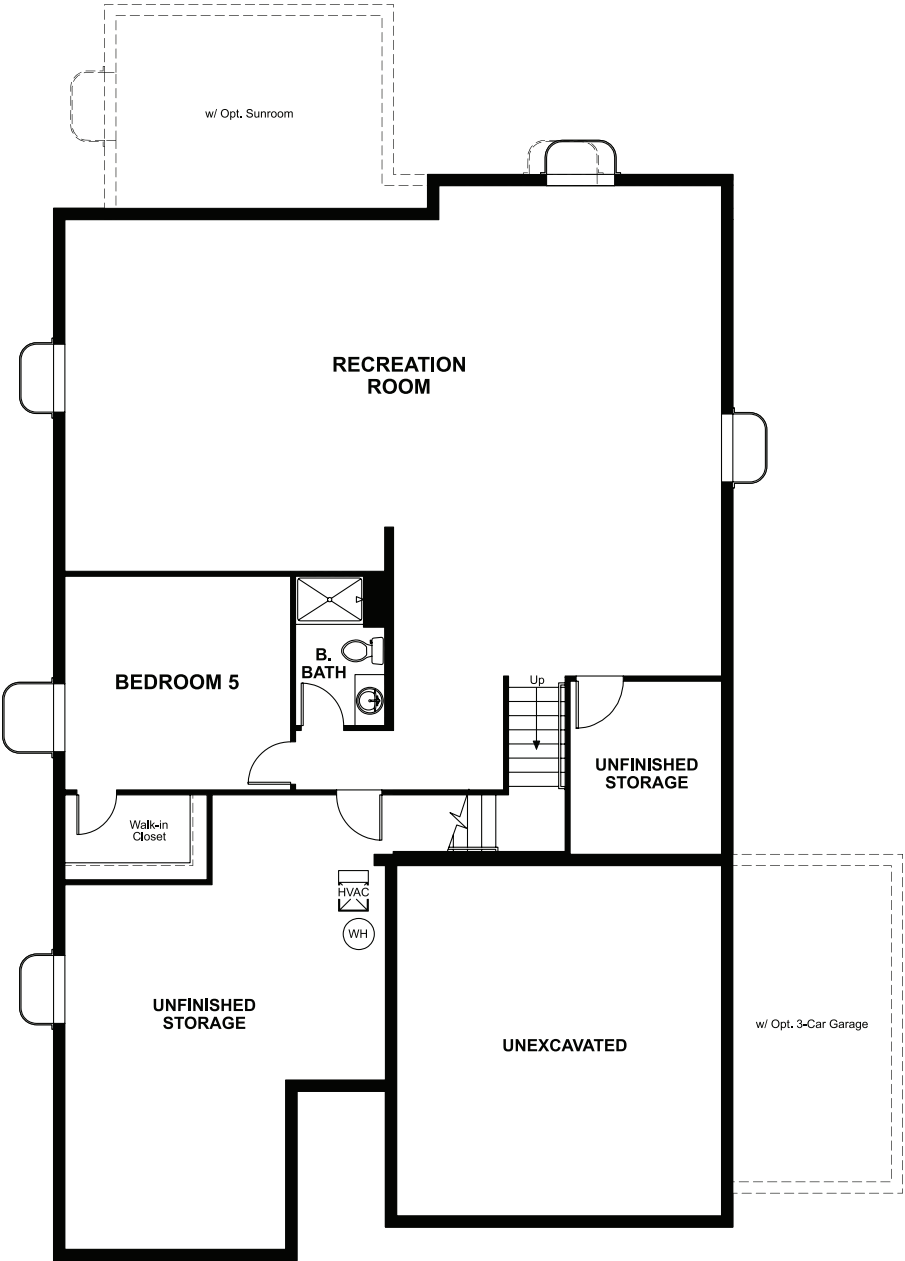 w/ Opt. Sunroom
RECREATION
ROOM
B.
BATH
BEDROOM 5
Up
UNFINISHED
STORAGE
Walk-in
Closet
HVAC
WH
UNFINISHED
STORAGE
w/ Opt. 3-Car Garage
UNEXCAVATED